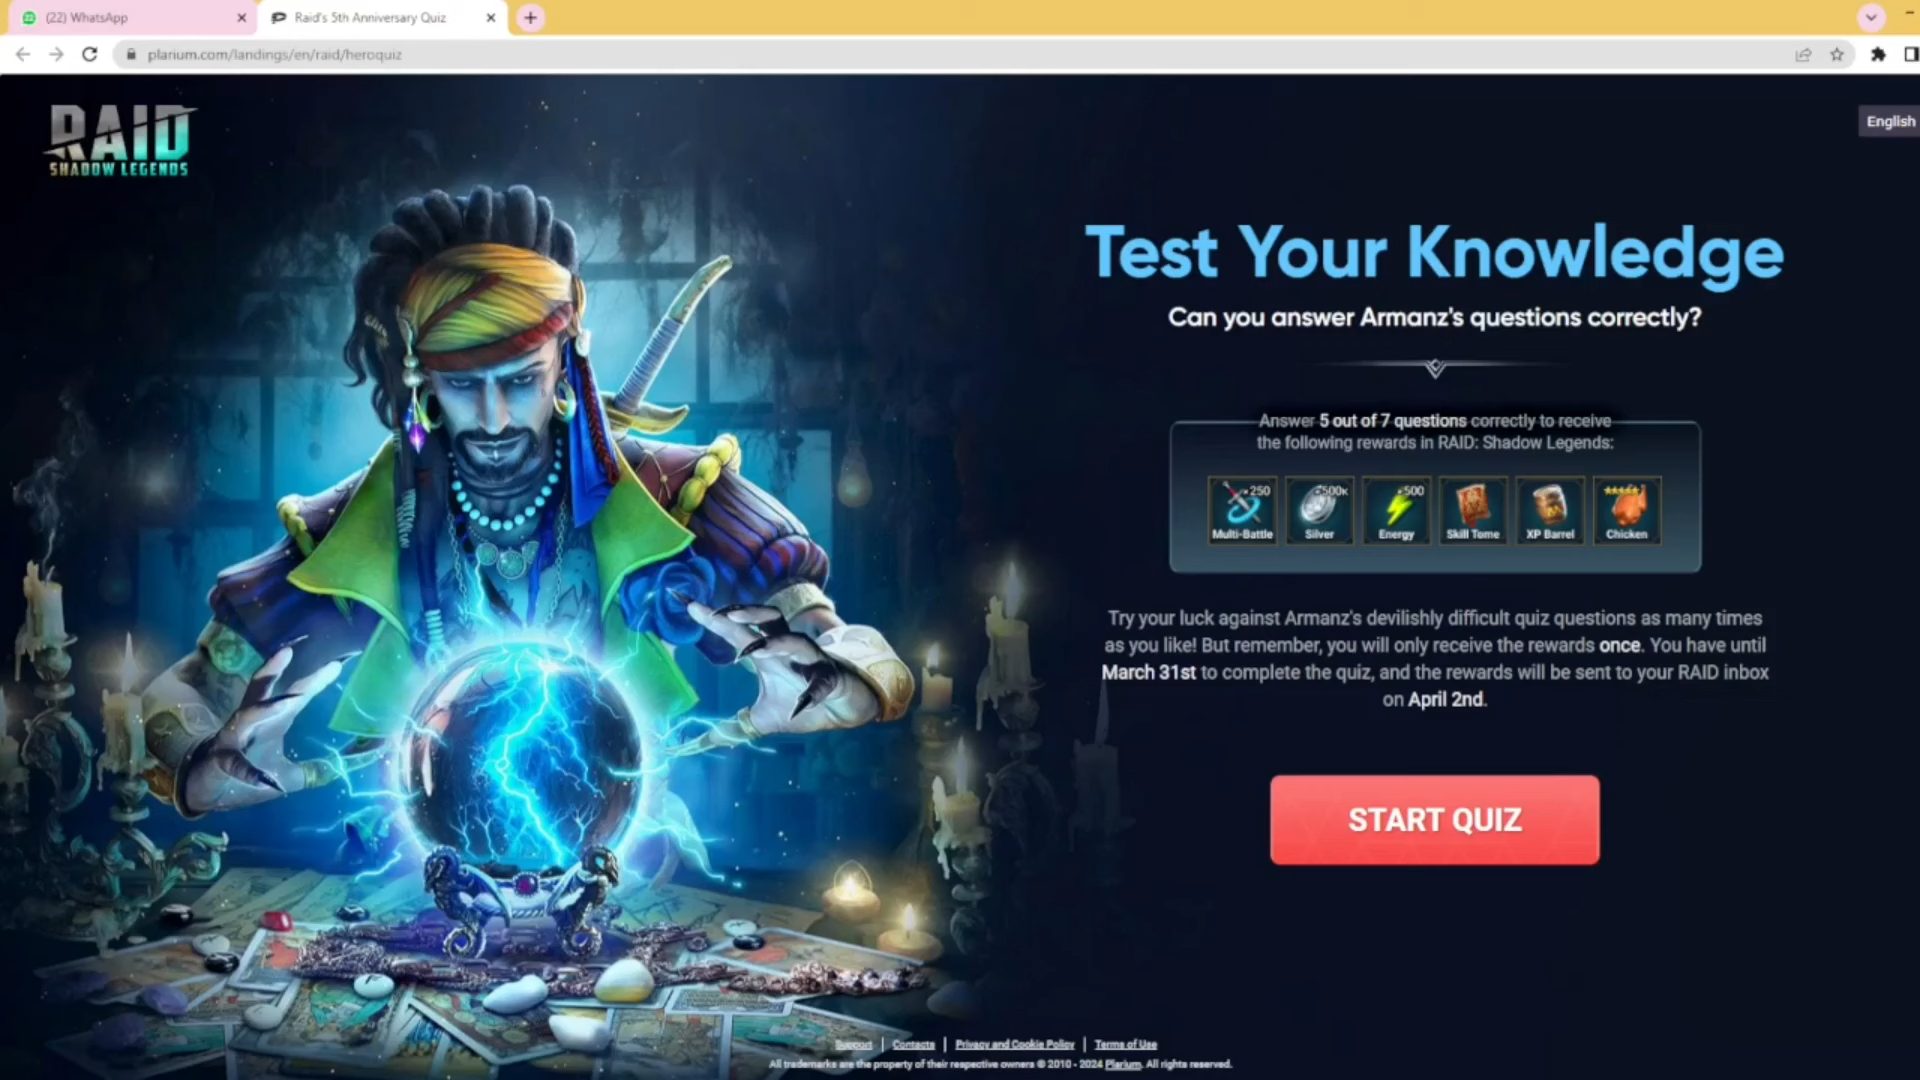 (22) WhatsApp
Raid's 5th Anniversary Quiz
plarium.com/landings/en/raid/heroquiz
RAID
SHADOW LEGENDS
English
Test Your Knowledge
Can you answer Armanz's questions correctly?
Answer 5 out of 7 questions correctly to receive
the following rewards in RAID: Shadow Legends:
250 500K 500
Multi-Battle Silver Energy Skill Tome XP Barrel Chicken
Try your luck against Armanz's devilishly difficult quiz questions as many times
as you like! But remember, you will only receive the rewards once. You have until
March 31st to complete the quiz, and the rewards will be sent to your RAID inbox
on April 2nd.
START QUIZ
Support | Contacts | Privacy and Cookie Policy | Terms of Use
All trademarks are the property of their respective owners © 2010 - 2024 Plarium. All rights reserved.